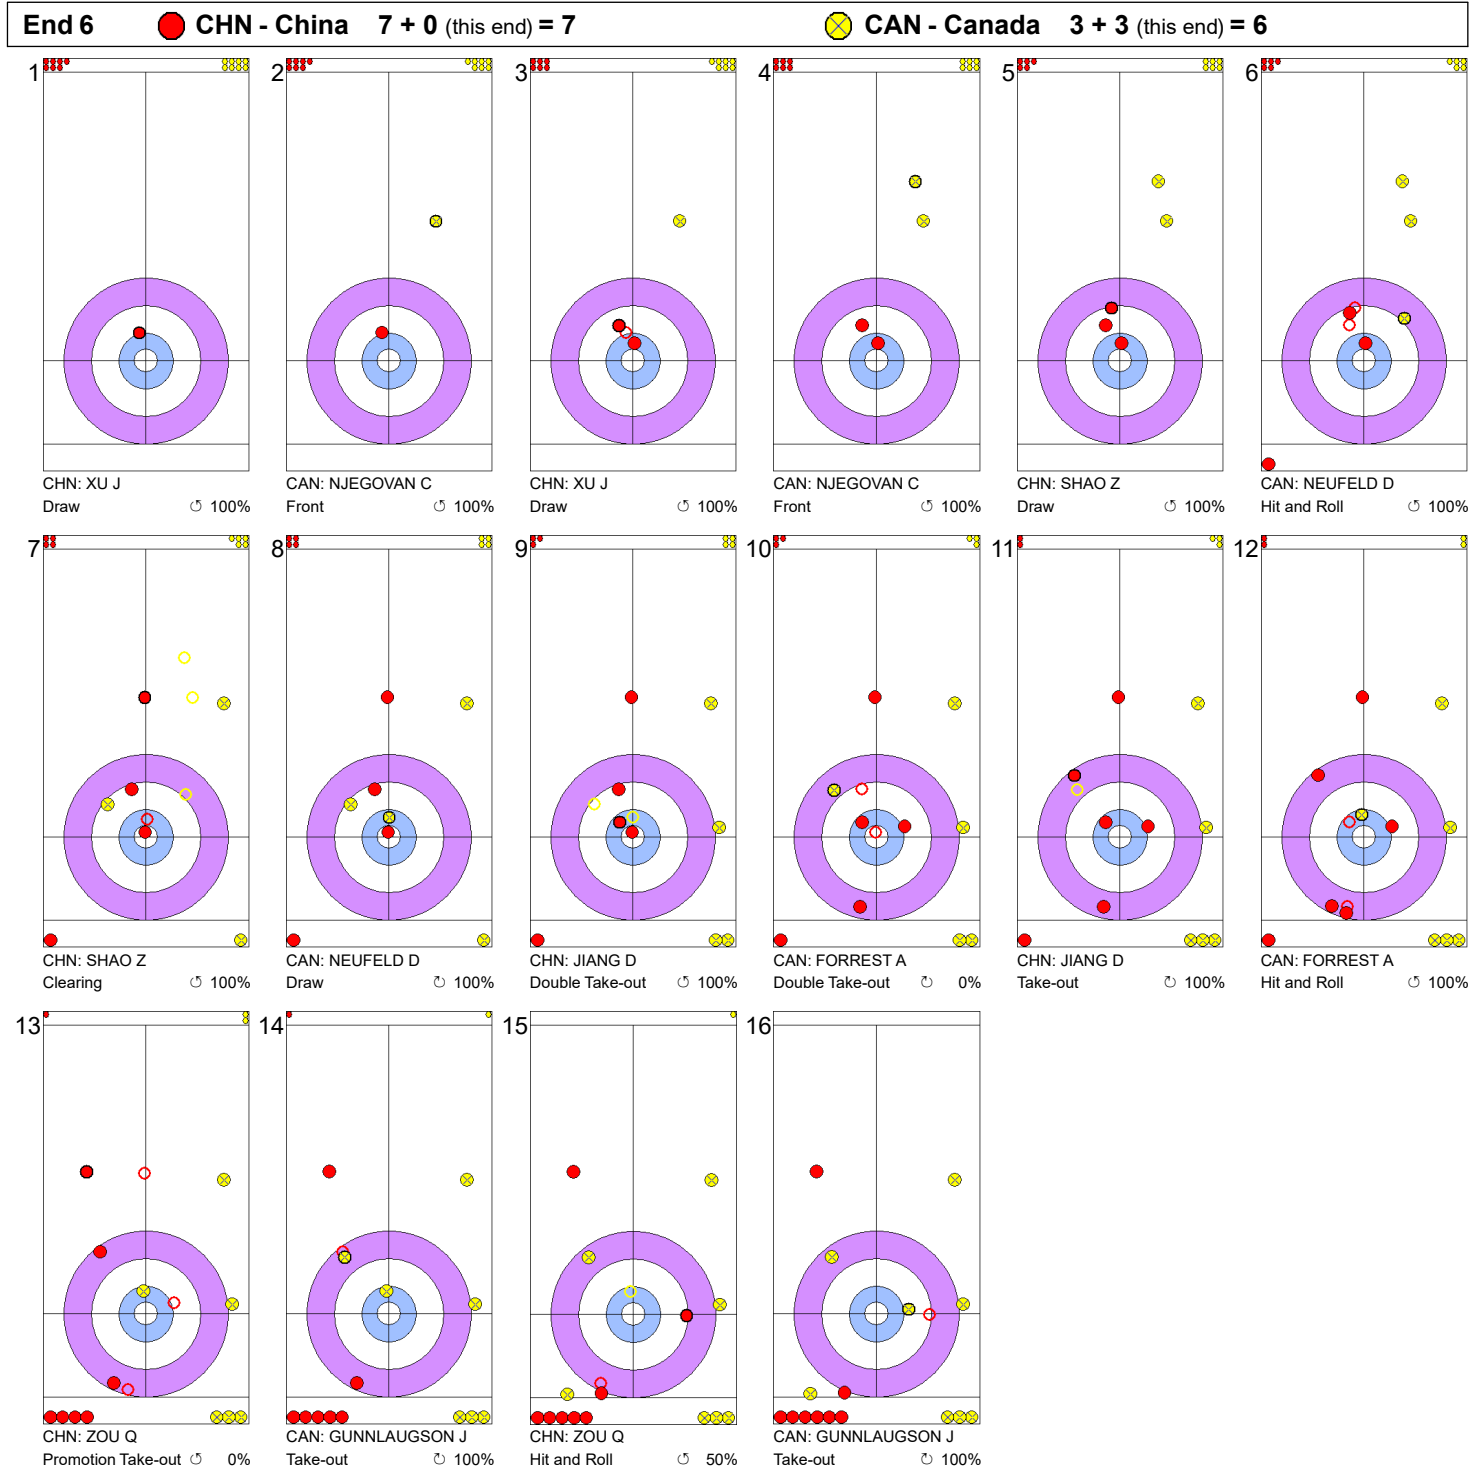 End 6 CHN - China 7 + 0 (this end) = 7 CAN - Canada 3 + 3 (this end) = 6
1 2 3 4 5 6
CHN: XU J CAN: NJEGOVAN C CHN: XU J CAN: NJEGOVAN C CHN: SHAO Z CAN: NEUFELD D
Draw ↺ 100% Front ↺ 100% Draw ↺ 100% Front ↺ 100% Draw ↺ 100% Hit and Roll ↺ 100%
7 8 9 10 11 12
CHN: SHAO Z CAN: NEUFELD D CHN: JIANG D CAN: FORREST A CHN: JIANG D CAN: FORREST A
Clearing ↺ 100% Draw ↻ 100% Double Take-out ↺ 100% Double Take-out ↻ 0% Take-out ↻ 100% Hit and Roll ↺ 100%
13 14 15 16
CHN: ZOU Q CAN: GUNNLAUGSON J CHN: ZOU Q CAN: GUNNLAUGSON J
Promotion Take-out ↺ 0% Take-out ↻ 100% Hit and Roll ↺ 50% Take-out ↻ 100%